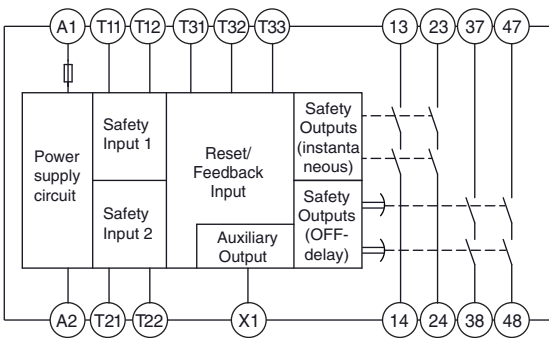 A1 T11 T12 T31 T32 T33 13 23 37 47
Power
supply
circuit
Safety
Input 1
Safety
Input 2
Reset/
Feedback
Input
Auxiliary
Output
Safety
Outputs
(instanta
neous)
Safety
Outputs
(OFF-
delay)
A2 T21 T22 X1 14 24 38 48